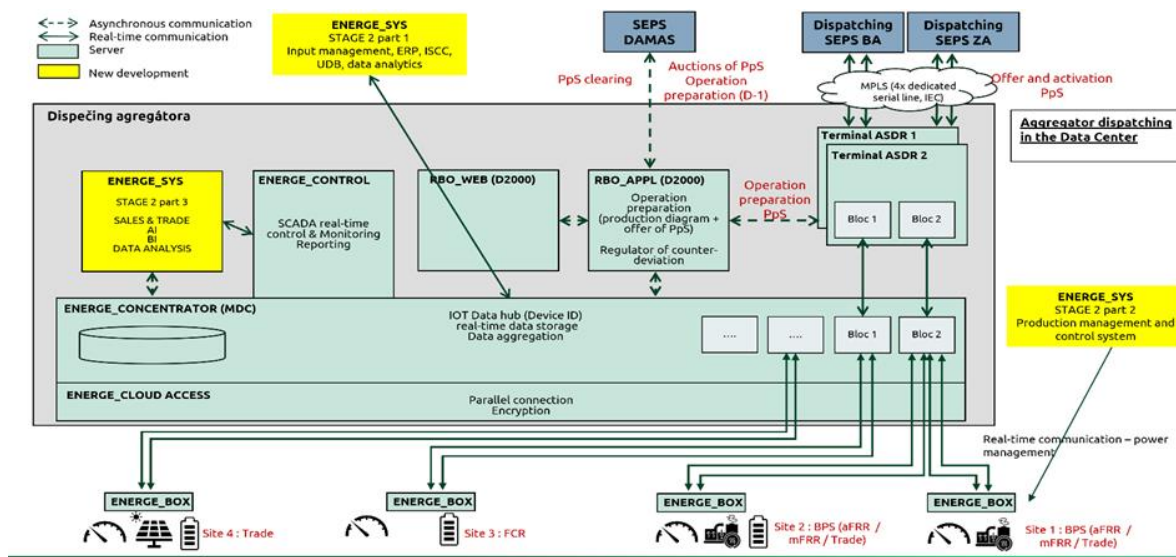 Asynchronous communication
Real-time communication
Server
New development
ENERGE_SYS
STAGE 2 part 1
Input management, ERP, ISCC,
UDB, data analytics
SEPS
DAMAS
Dispatching
SEPS BA
Dispatching
SEPS ZA
PpS clearing
Auctions of PpS
Operation
preparation (D-1)
MPLS (4x dedicated
serial line, IEC)
Offer and activation
PpS
Aggregator dispatching
in the Data Center
Dispečing agregátora
Terminal ASDR 1
Terminal ASDR 2
Bloc 1
Bloc 2
ENERGE_SYS
STAGE 2 part 3
SALES & TRADE
AI
BI
DATA ANALYSIS
ENERGE_CONTROL
SCADA real-time
control & Monitoring
Reporting
RBO_WEB (D2000)
RBO_APPL (D2000)
Operation
preparation
(production diagram +
offer of PpS)
Regulator of counter-
deviation
Operation
preparation
PpS
ENERGE_CONCENTRATOR (MDC)
IOT Data hub (Device ID)
real-time data storage
Data aggregation
....
....
Bloc 1
Bloc 2
ENERGE_SYS
STAGE 2 part 2
Production management and
control system
ENERGE_CLOUD ACCESS
Parallel connection
Encryption
Real-time communication – power
management
ENERGE_BOX
Site 4 : Trade
ENERGE_BOX
Site 3 : FCR
ENERGE_BOX
Site 2 : BPS (aFRR /
mFRR / Trade)
ENERGE_BOX
Site 1 : BPS (aFRR /
mFRR / Trade)